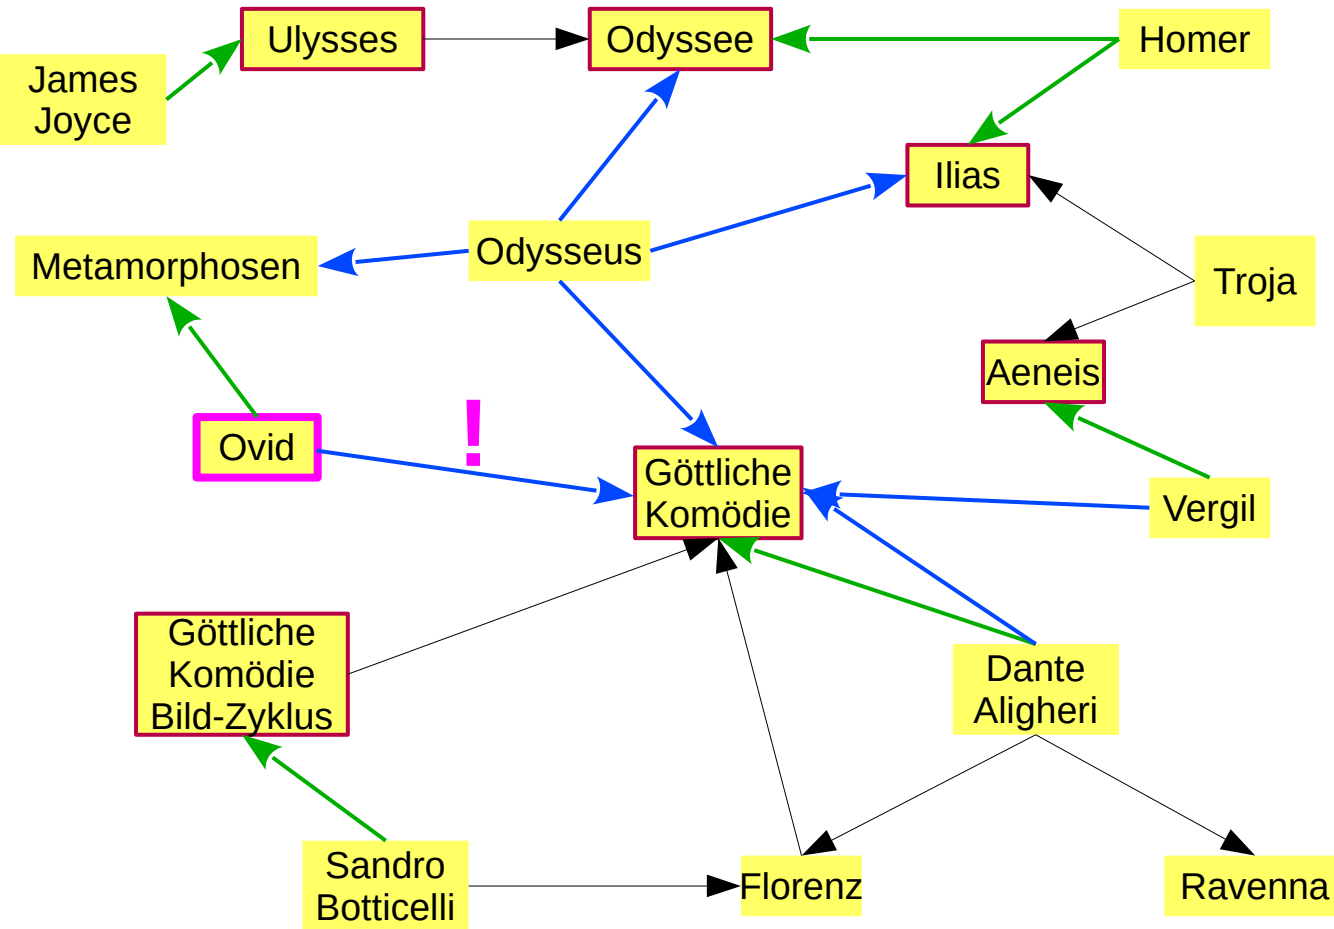 Ulysses
Odyssee
Homer
James
Joyce
Ilias
Odysseus
Metamorphosen
Troja
Aeneis
Ovid
!
Göttliche
Komödie
Vergil
Göttliche
Komödie
Bild-Zyklus
Dante
Aligheri
Sandro
Botticelli
Florenz
Ravenna